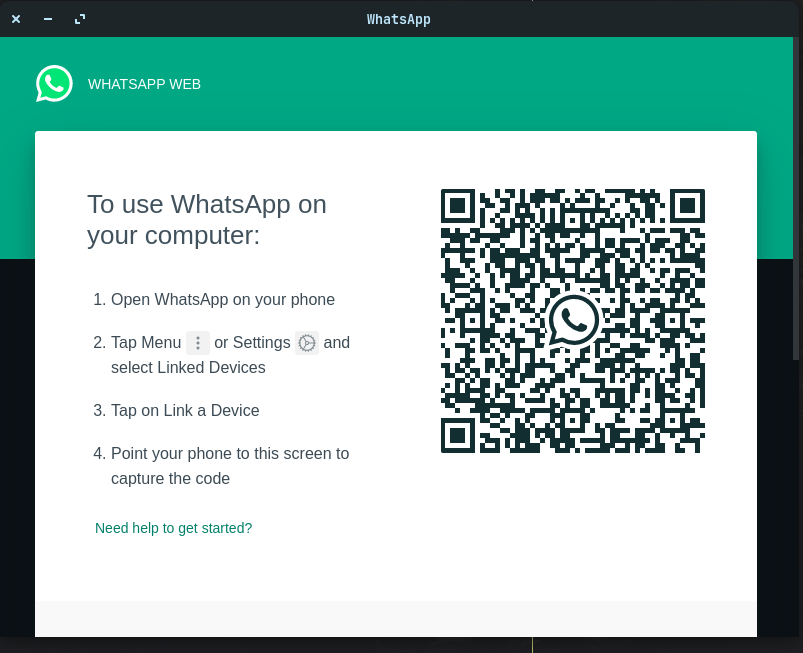 WhatsApp
WHATSAPP WEB
To use WhatsApp on
your computer:
1. Open WhatsApp on your phone
2. Tap Menu or Settings and
select Linked Devices
3. Tap on Link a Device
4. Point your phone to this screen to
capture the code
Need help to get started?